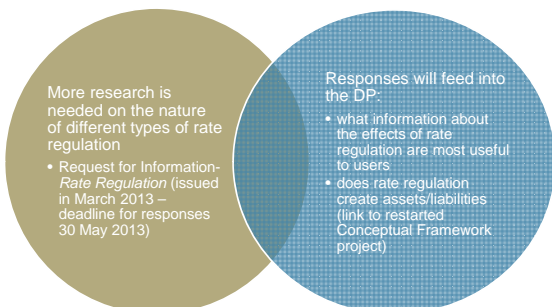 More research is
needed on the nature
of different types of rate
regulation
• Request for Information-
Rate Regulation (issued
in March 2013 –
deadline for responses
30 May 2013)
Responses will feed into
the DP:
• what information about
the effects of rate
regulation are most useful
to users
• does rate regulation
create assets/liabilities
(link to restarted
Conceptual Framework
project)